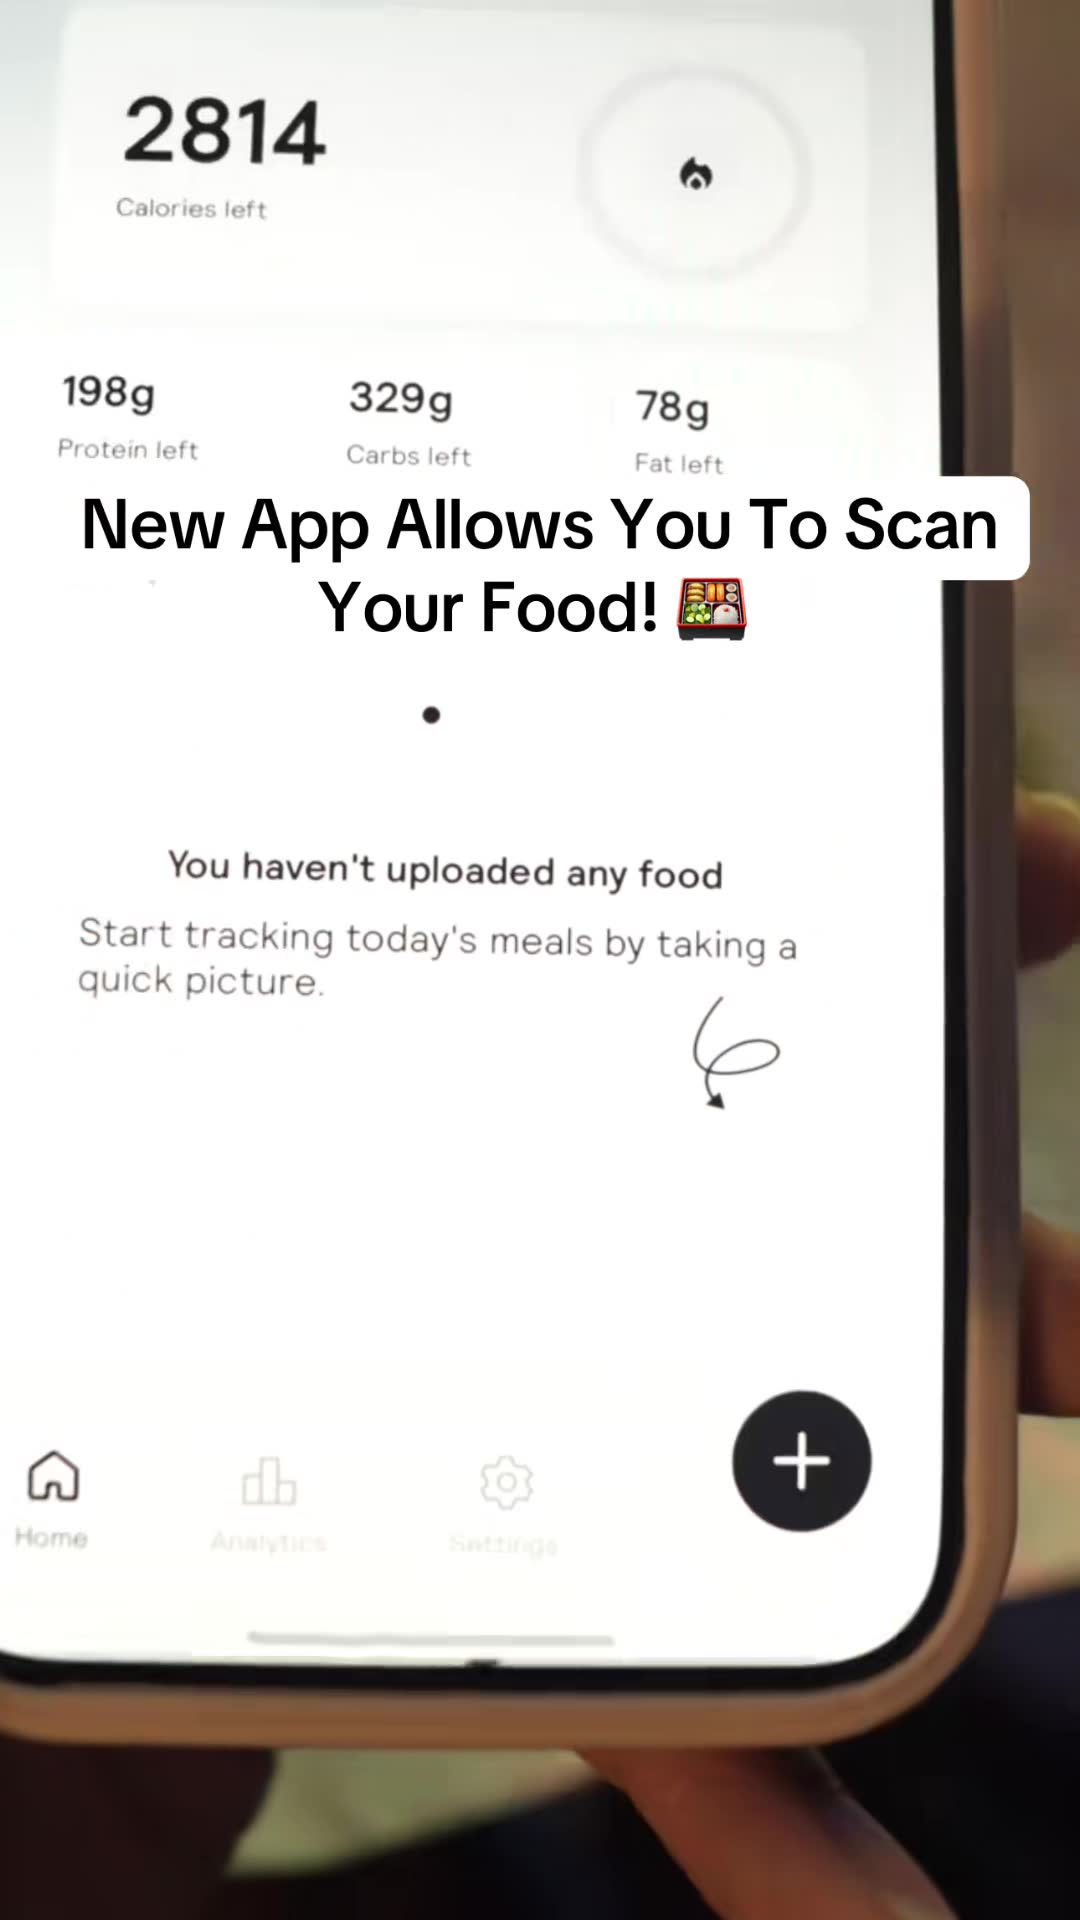 2814
Calories left
198g
329g
78g
Protein left
Carbs left
Fat left
New App Allows You To Scan
Your Food! 🍱
You haven't uploaded any food
Start tracking today's meals by taking a
quick picture.
Home
Analytics
Settings